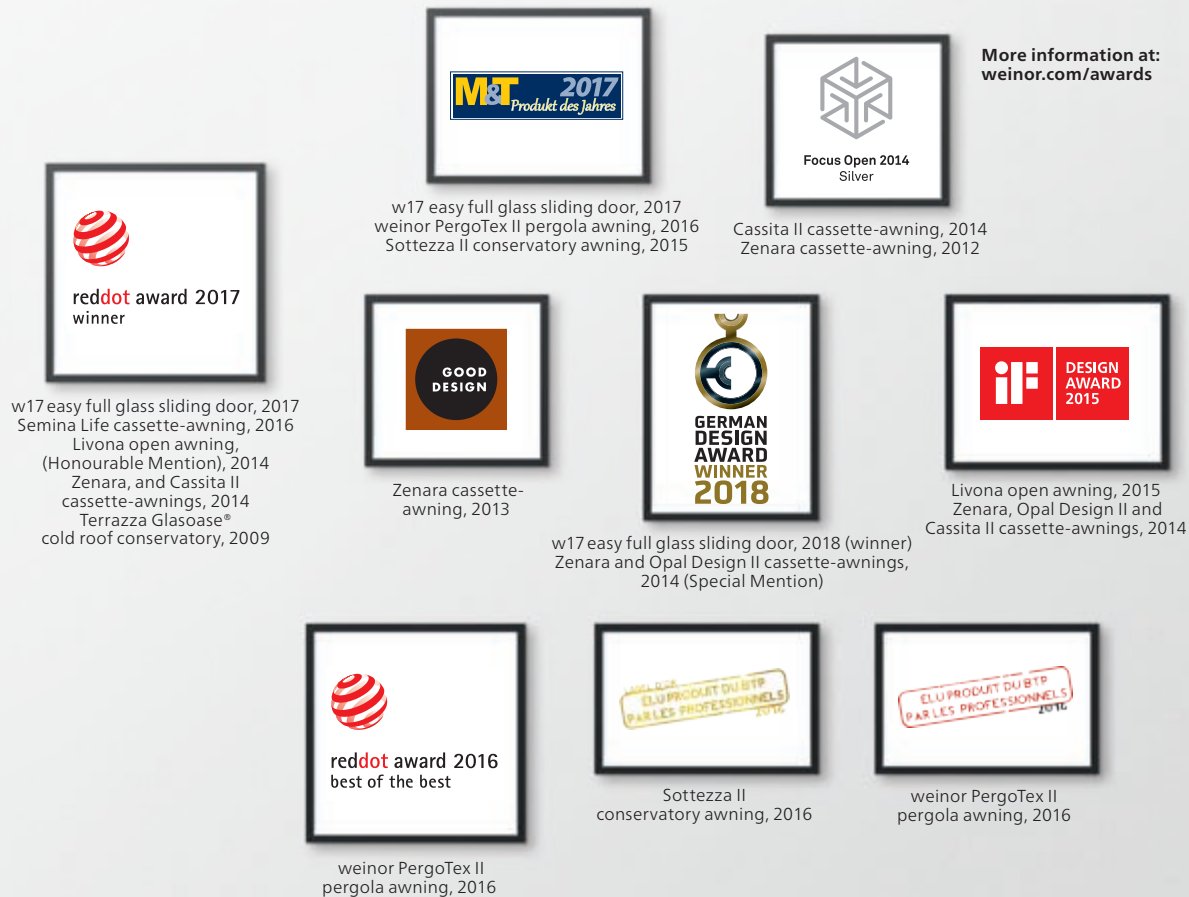 M&T 2017
Produkt des Jahres
w17 easy full glass sliding door, 2017
weinor PergoTex II pergola awning, 2016
Sottezza II conservatory awning, 2015
Focus Open 2014
Silver
Cassita II cassette-awning, 2014
Zenara cassette-awning, 2012
More information at:
weinor.com/awards
reddot award 2017
winner
w17 easy full glass sliding door, 2017
Semina Life cassette-awning, 2016
Livona open awning,
(Honourable Mention), 2014
Zenara, and Cassita II
cassette-awnings, 2014
Terrazza Glasoase®
cold roof conservatory, 2009
GOOD
DESIGN
Zenara cassette-
awning, 2013
GERMAN
DESIGN
AWARD
WINNER
2018
w17 easy full glass sliding door, 2018 (winner)
Zenara and Opal Design II cassette-awnings,
2014 (Special Mention)
iF
DESIGN
AWARD
2015
Livona open awning, 2015
Zenara, Opal Design II and
Cassita II cassette-awnings, 2014
reddot award 2016
best of the best
weinor PergoTex II
pergola awning, 2016
ELU PRODUIT DU BTP
PAR LES PROFESSIONNELS
2016
Sottezza II
conservatory awning, 2016
ELU PRODUIT DU BTP
PAR LES PROFESSIONNELS
2016
weinor PergoTex II
pergola awning, 2016